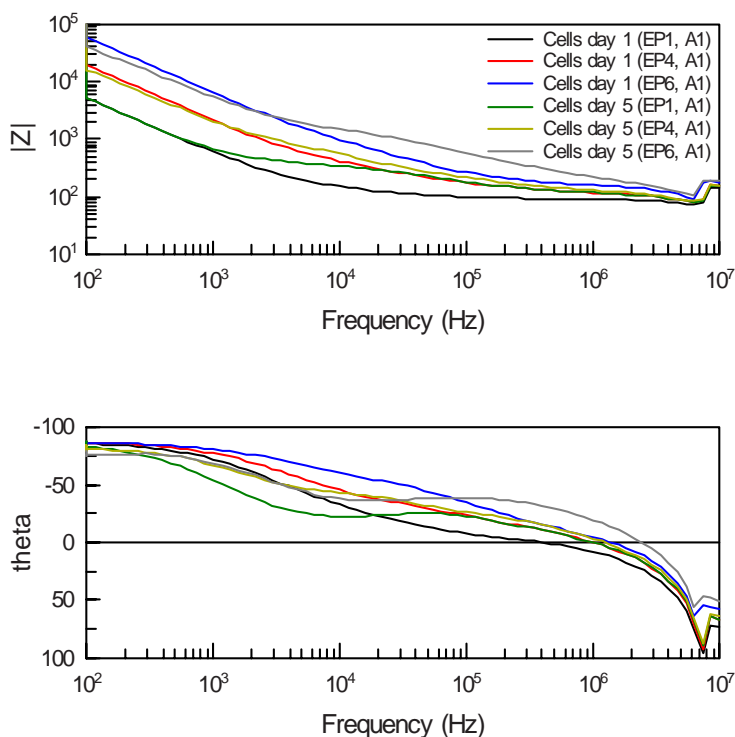 10^5
10^4
10^3
10^2
10^1
|Z|
Cells day 1 (EP1, A1)
Cells day 1 (EP4, A1)
Cells day 1 (EP6, A1)
Cells day 5 (EP1, A1)
Cells day 5 (EP4, A1)
Cells day 5 (EP6, A1)
10^2 10^3 10^4 10^5 10^6 10^7
Frequency (Hz)
-100
-50
0
50
100
theta
10^2 10^3 10^4 10^5 10^6 10^7
Frequency (Hz)